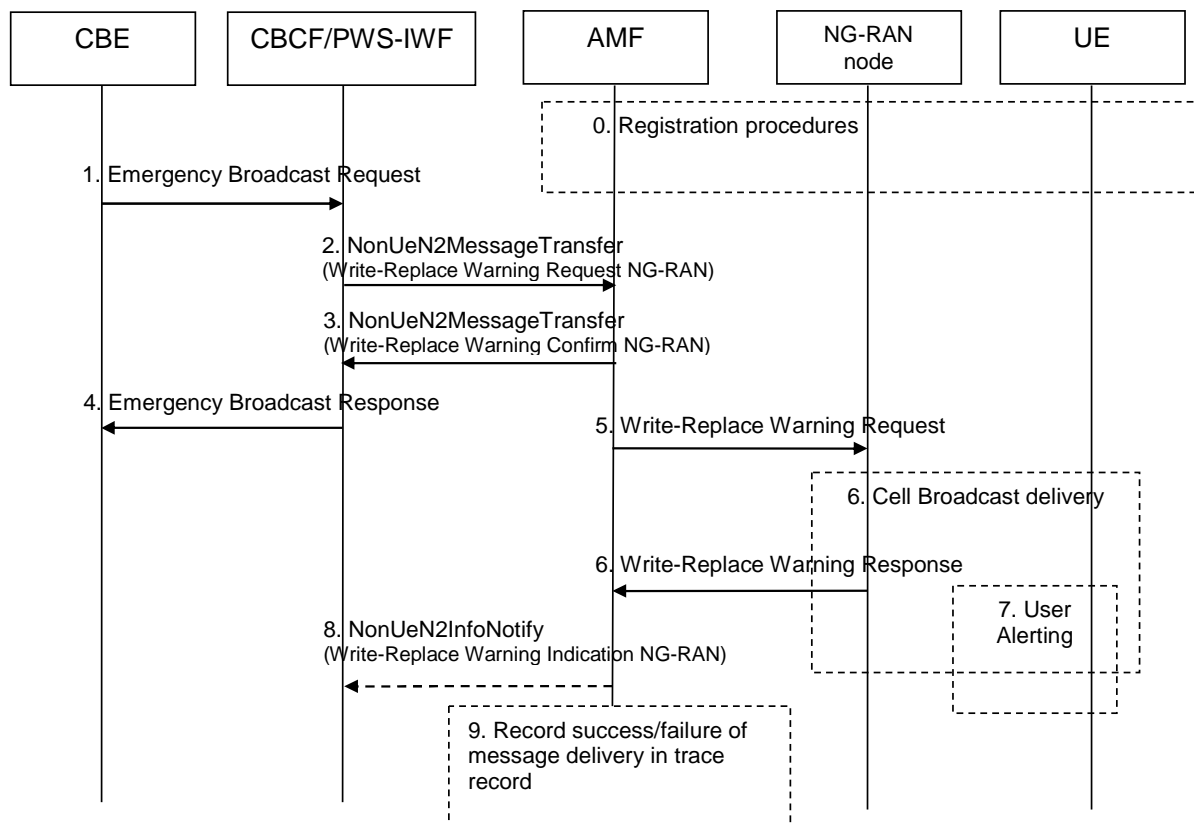 CBE
CBCF/PWS-IWF
AMF
NG-RAN
node
UE
0. Registration procedures
1. Emergency Broadcast Request
2. NonUeN2MessageTransfer
(Write-Replace Warning Request NG-RAN)
3. NonUeN2MessageTransfer
(Write-Replace Warning Confirm NG-RAN)
4. Emergency Broadcast Response
5. Write-Replace Warning Request
6. Cell Broadcast delivery
6. Write-Replace Warning Response
7. User
Alerting
8. NonUeN2InfoNotify
(Write-Replace Warning Indication NG-RAN)
9. Record success/failure of
message delivery in trace
record